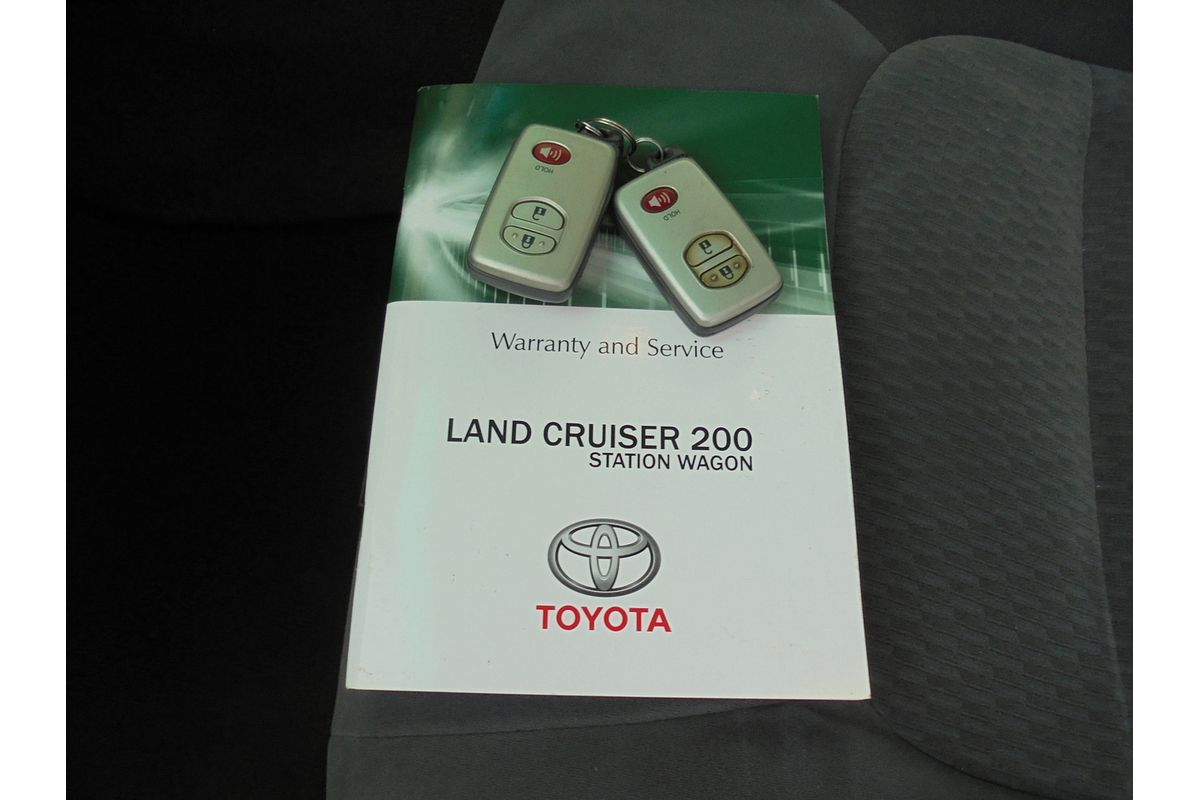 HOLD
HOLD
Warranty and Service
LAND CRUISER 200
STATION WAGON
TOYOTA